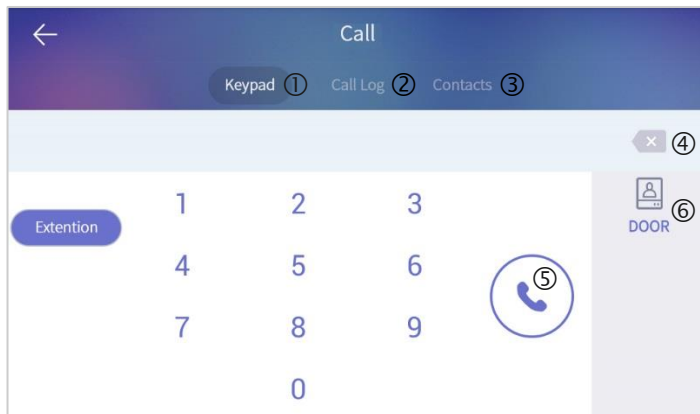 Call
Keypad ① Call Log ② Contacts ③
④
1 2 3
⑥
Extention
DOOR
4 5 6
⑤
7 8 9
0